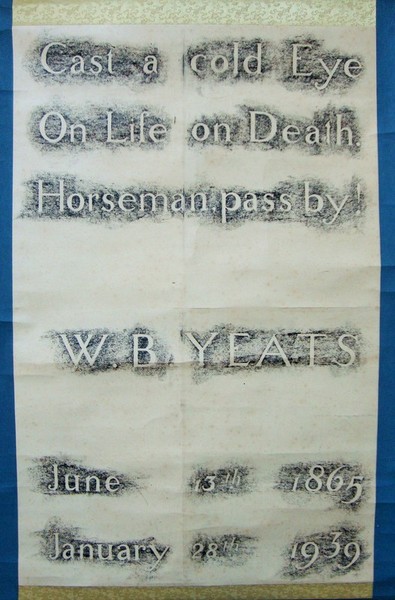 Cast a cold Eye
On Life on Death.
Horseman, pass by!
W. B. YEATS
June 13th 1865
January 28th 1939